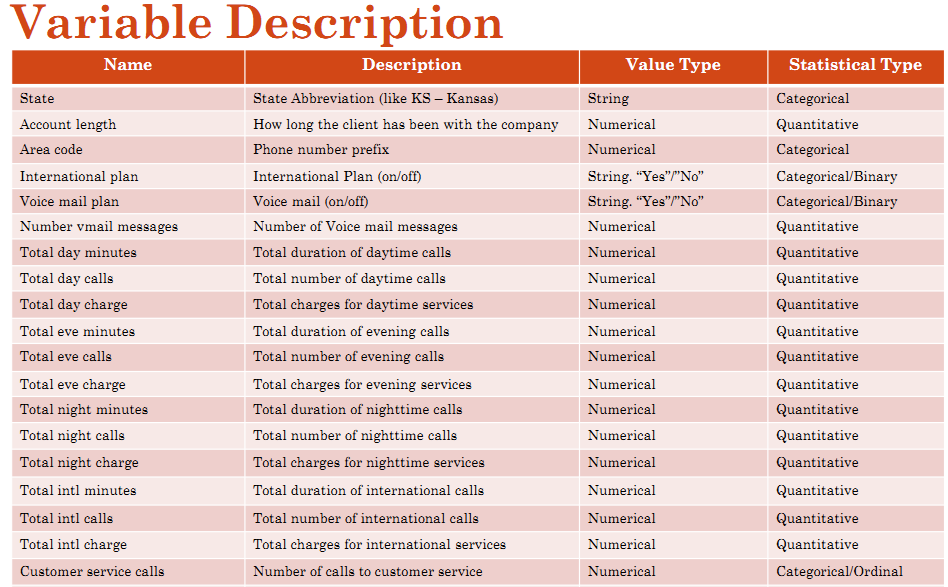 Variable Description
Name Description Value Type Statistical Type
State State Abbreviation (like KS – Kansas) String Categorical
Account length How long the client has been with the company Numerical Quantitative
Area code Phone number prefix Numerical Categorical
International plan International Plan (on/off) String. “Yes”/”No” Categorical/Binary
Voice mail plan Voice mail (on/off) String. “Yes”/”No” Categorical/Binary
Number vmail messages Number of Voice mail messages Numerical Quantitative
Total day minutes Total duration of daytime calls Numerical Quantitative
Total day calls Total number of daytime calls Numerical Quantitative
Total day charge Total charges for daytime services Numerical Quantitative
Total eve minutes Total duration of evening calls Numerical Quantitative
Total eve calls Total number of evening calls Numerical Quantitative
Total eve charge Total charges for evening services Numerical Quantitative
Total night minutes Total duration of nighttime calls Numerical Quantitative
Total night calls Total number of nighttime calls Numerical Quantitative
Total night charge Total charges for nighttime services Numerical Quantitative
Total intl minutes Total duration of international calls Numerical Quantitative
Total intl calls Total number of international calls Numerical Quantitative
Total intl charge Total charges for international services Numerical Quantitative
Customer service calls Number of calls to customer service Numerical Categorical/Ordinal